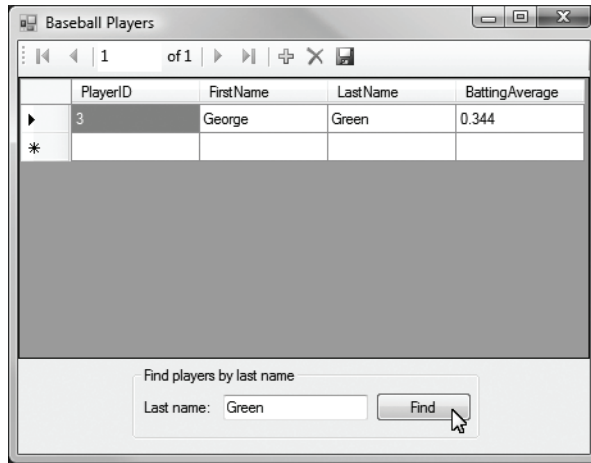 Baseball Players
1 of 1
PlayerID FirstName LastName BattingAverage
3 George Green 0.344
Find players by last name
Last name: Green Find